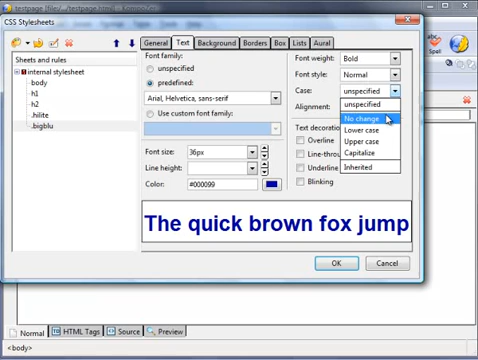 CSS Stylesheets
General Text Background Borders Box Lists Aural
Sheets and rules
internal stylesheet
body
h1
h2
.bigblu
Font family:
unspecified
predefined:
Arial, Helvetica, sans-serif
Use custom font family:
Font size: 36px
Line height:
Color: #000099
Font weight: Bold
Font style: Normal
Case: unspecified
Alignment:
unspecified
No change
Lower case
Upper case
Capitalize
Inherited
Text decoration
Overline
Line-throu
Underline
Blinking
The quick brown fox jump
OK Cancel
Normal HTML Tags Source Preview
<body>